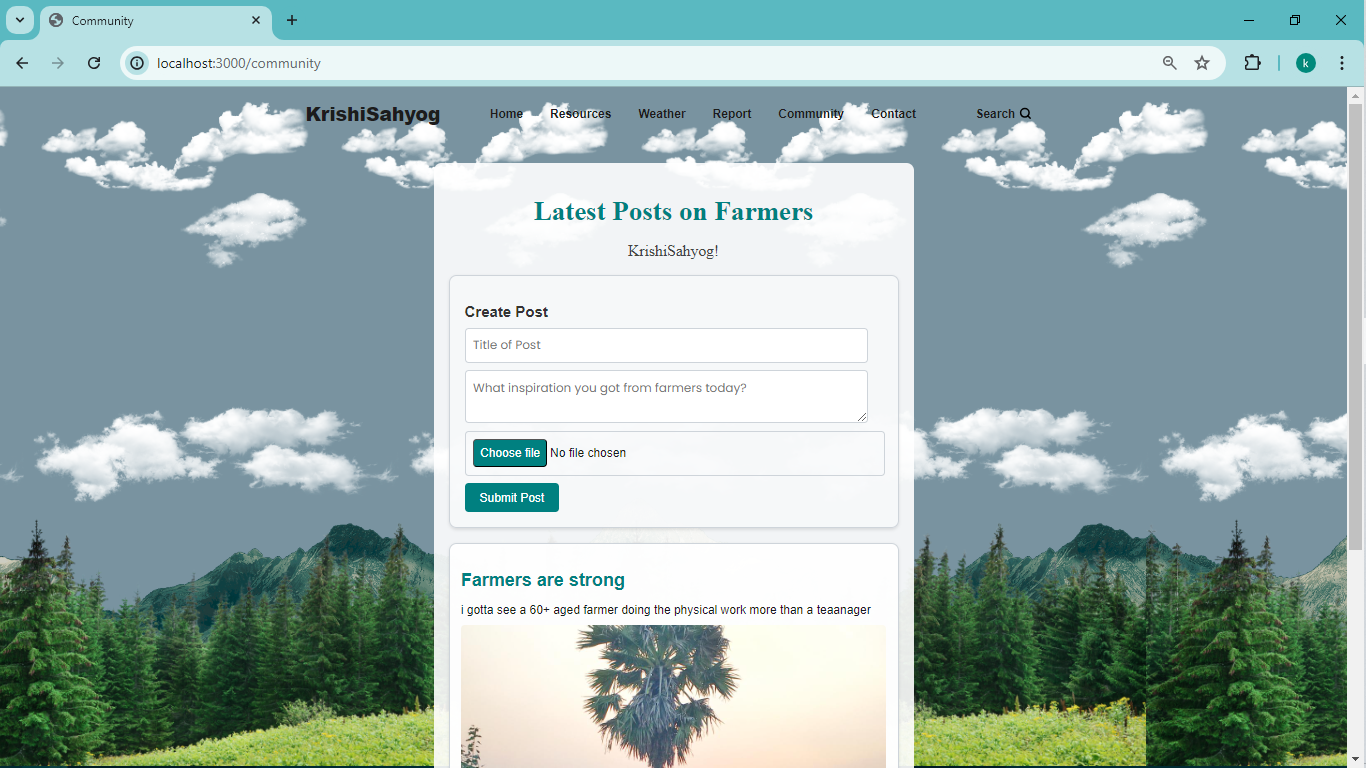 Community
localhost:3000/community
k
KrishiSahyog Home Resources Weather Report Community Contact Search
Latest Posts on Farmers
KrishiSahyog!
Create Post
Title of Post
What inspiration you got from farmers today?
Choose file No file chosen
Submit Post
Farmers are strong
i gotta see a 60+ aged farmer doing the physical work more than a teaanager